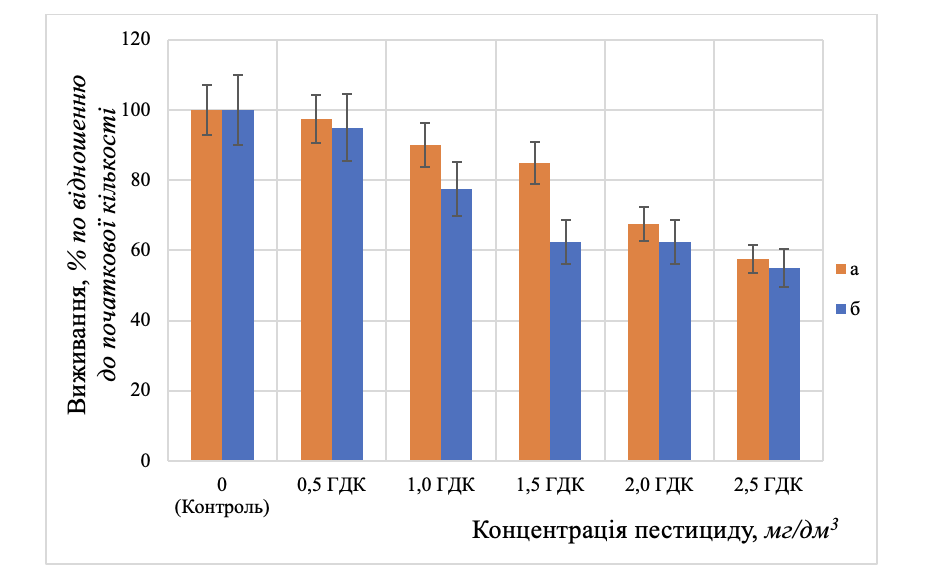 Виживання, % по відношенню
до початкової кількості
120
100
80
60
40
20
0
0
(Контроль)
0,5 ГДК
1,0 ГДК
1,5 ГДК
2,0 ГДК
2,5 ГДК
Концентрація пестициду, мг/дм³
а
б